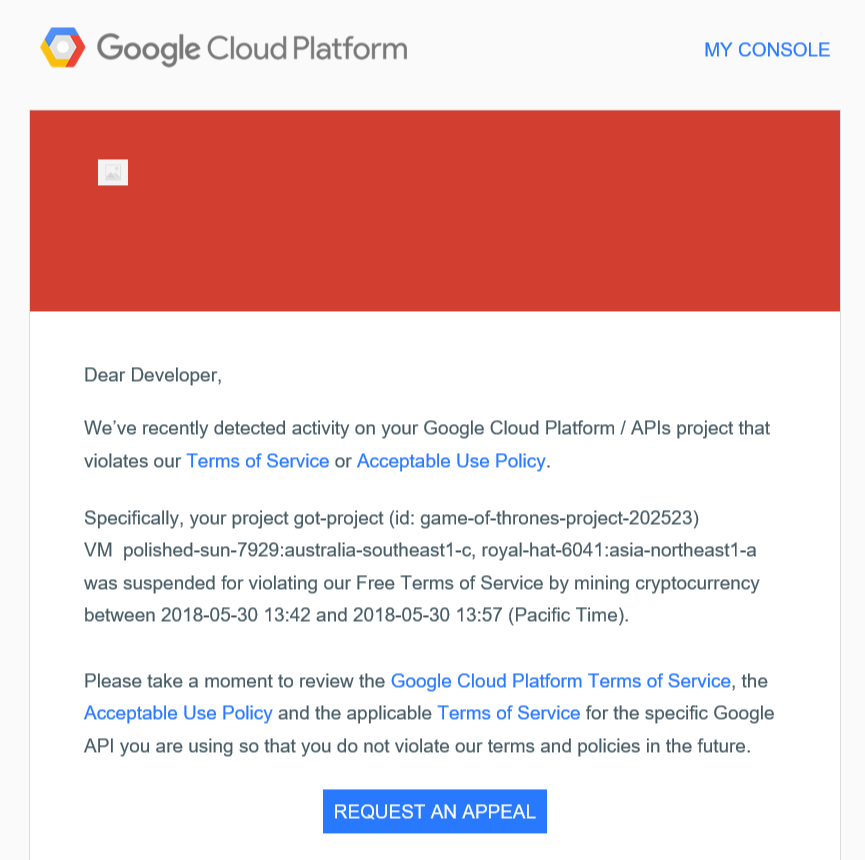 Google Cloud Platform
MY CONSOLE
Dear Developer,
We've recently detected activity on your Google Cloud Platform / APIs project that
violates our Terms of Service or Acceptable Use Policy.
Specifically, your project got-project (id: game-of-thrones-project-202523)
VM  polished-sun-7929:australia-southeast1-c, royal-hat-6041:asia-northeast1-a
was suspended for violating our Free Terms of Service by mining cryptocurrency
between 2018-05-30 13:42 and 2018-05-30 13:57 (Pacific Time).
Please take a moment to review the Google Cloud Platform Terms of Service, the
Acceptable Use Policy and the applicable Terms of Service for the specific Google
API you are using so that you do not violate our terms and policies in the future.
REQUEST AN APPEAL